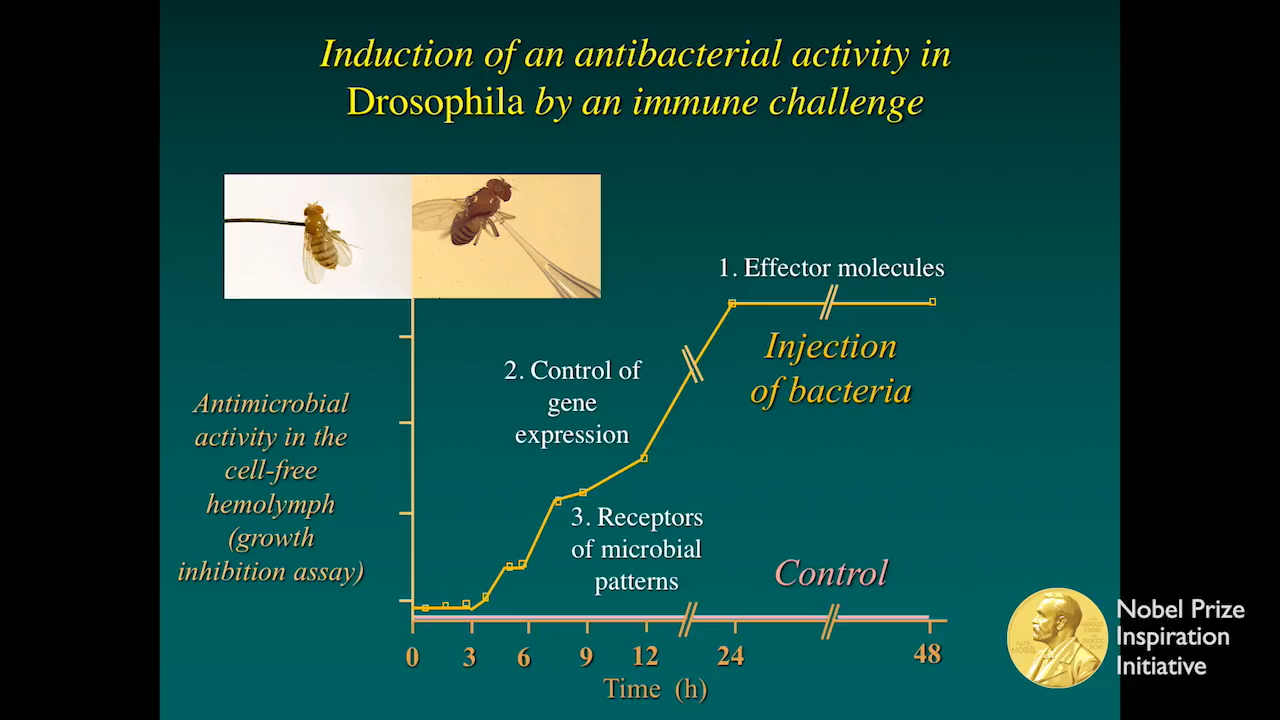 Induction of an antibacterial activity in
Drosophila by an immune challenge
1. Effector molecules
Injection
of bacteria
2. Control of
gene
expression
Antimicrobial
activity in the
cell-free
hemolymph
(growth
inhibition assay)
3. Receptors
of microbial
patterns
Control
0 3 6 9 12 24 48
Time (h)
Nobel Prize
Inspiration
Initiative